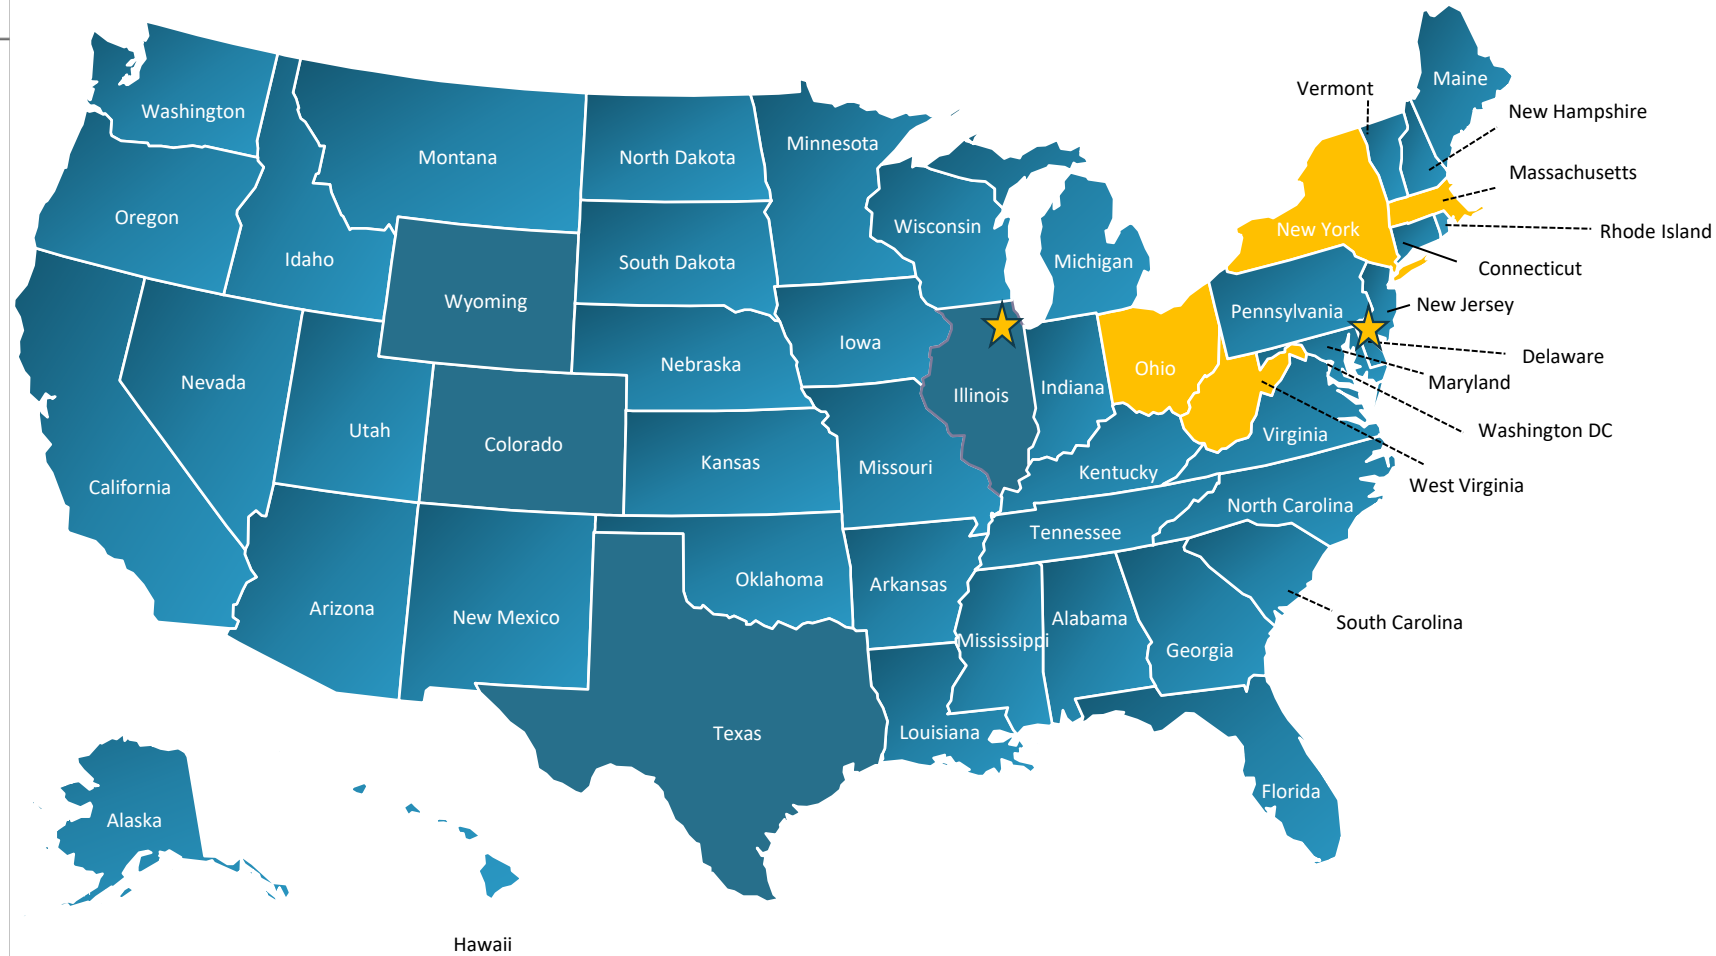 Maine
Vermont
New Hampshire
Washington
Minnesota
Montana
North Dakota
Massachusetts
Oregon
Wisconsin
New York
Rhode Island
Idaho
South Dakota
Michigan
Connecticut
Wyoming
New Jersey
Pennsylvania
Iowa
Delaware
Nebraska
Ohio
Nevada
Indiana
Maryland
Illinois
Utah
Colorado
Virginia
Washington DC
Kansas
Missouri
Kentucky
California
West Virginia
North Carolina
Tennessee
Oklahoma
Arkansas
Arizona
New Mexico
Alabama
South Carolina
Mississippi
Georgia
Texas
Louisiana
Florida
Alaska
Hawaii